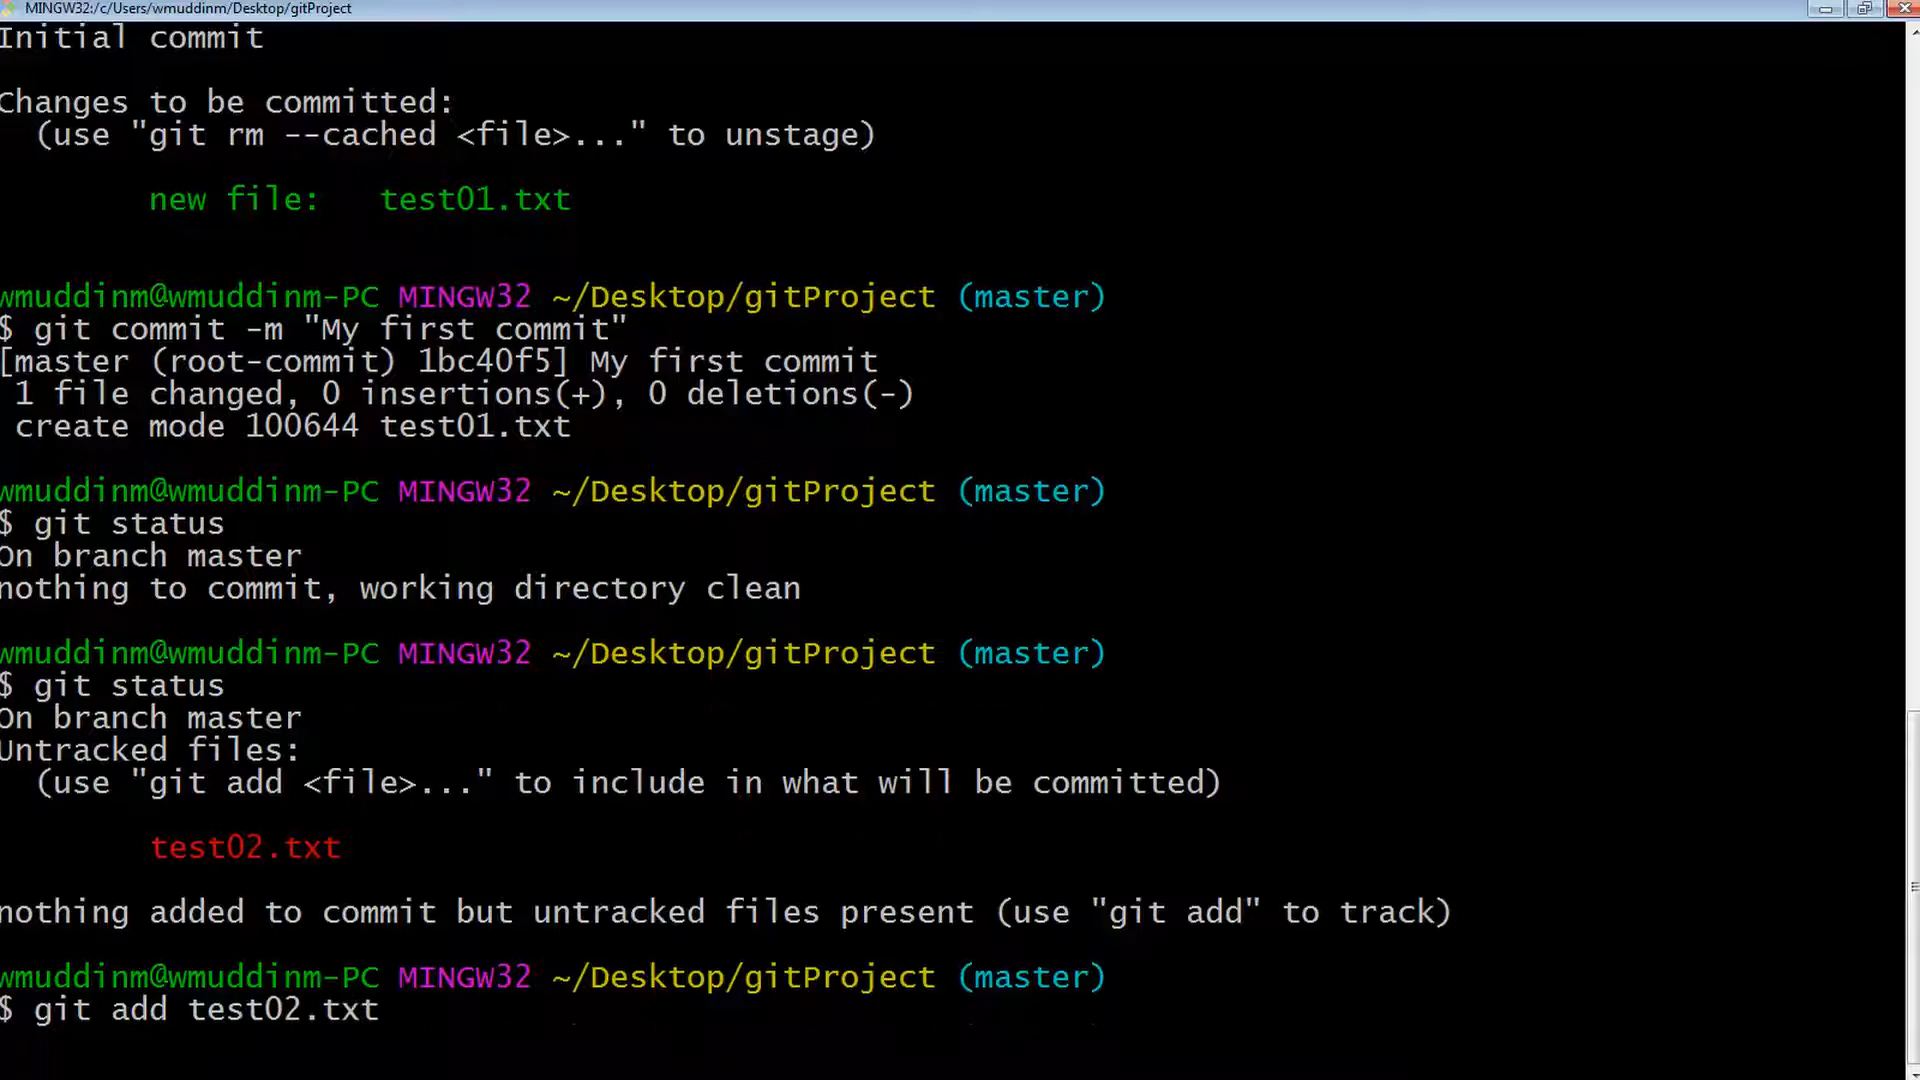 MINGW32:/c/Users/wmuddinm/Desktop/gitProject
Initial commit
Changes to be committed:
(use "git rm --cached <file>..." to unstage)
new file:   test01.txt
wmuddinm@wmuddinm-PC MINGW32 ~/Desktop/gitProject (master)
$ git commit -m "My first commit"
[master (root-commit) 1bc40f5] My first commit
1 file changed, 0 insertions(+), 0 deletions(-)
create mode 100644 test01.txt
wmuddinm@wmuddinm-PC MINGW32 ~/Desktop/gitProject (master)
$ git status
On branch master
nothing to commit, working directory clean
wmuddinm@wmuddinm-PC MINGW32 ~/Desktop/gitProject (master)
$ git status
On branch master
Untracked files:
(use "git add <file>..." to include in what will be committed)
test02.txt
nothing added to commit but untracked files present (use "git add" to track)
wmuddinm@wmuddinm-PC MINGW32 ~/Desktop/gitProject (master)
$ git add test02.txt